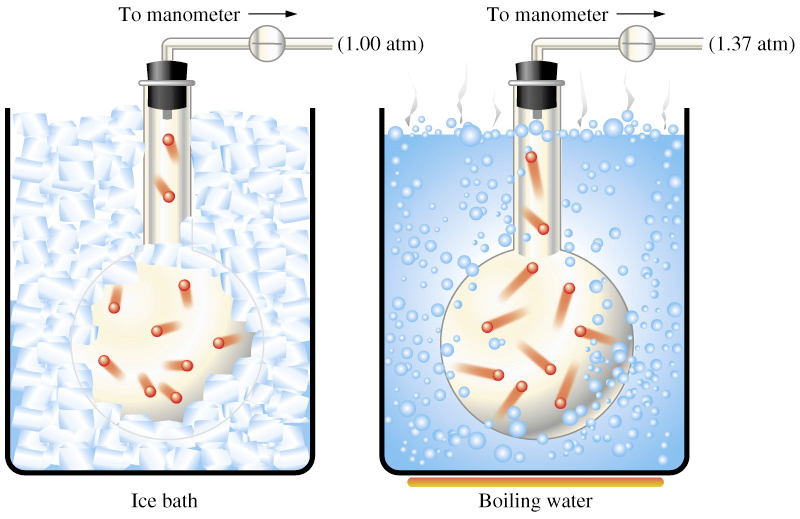 To manometer
(1.00 atm)
To manometer
(1.37 atm)
Ice bath
Boiling water